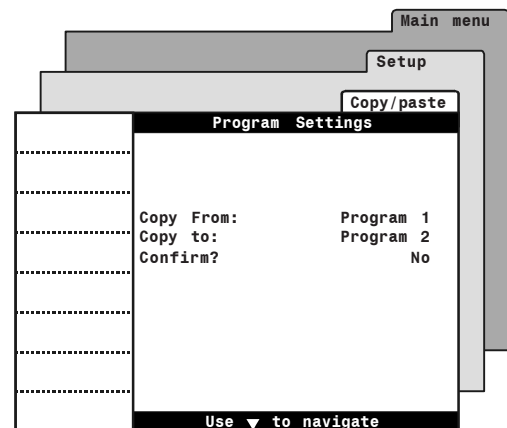 Main menu
Setup
Copy/paste
Program Settings
Copy From: Program 1
Copy to: Program 2
Confirm? No
Use ▼ to navigate